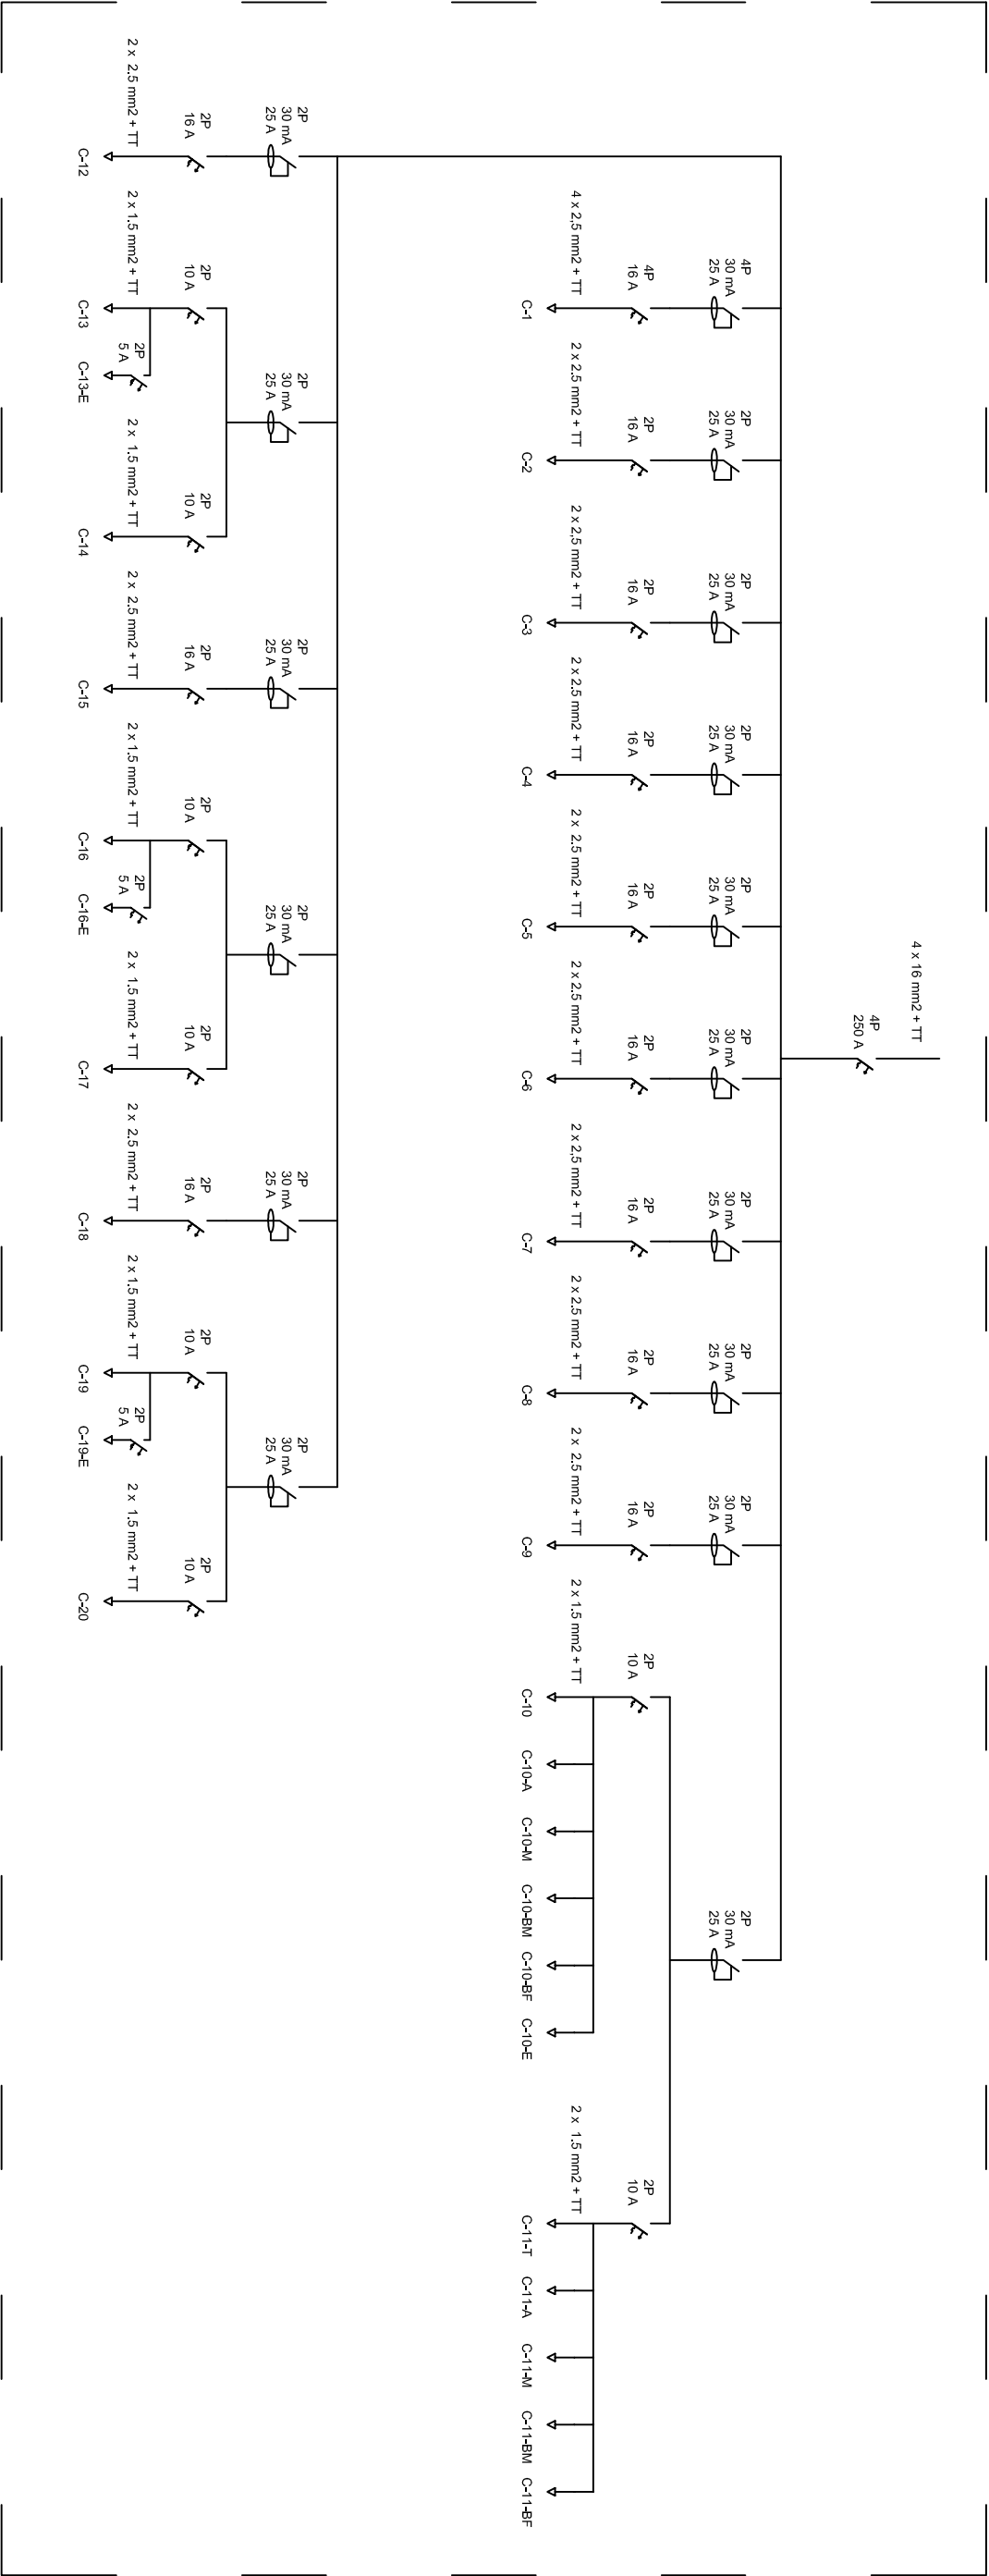 4 x 16 mm2 + TT
4P
250 A
4P
30 mA
25 A
4P
16 A
4 x 2,5 mm2 + TT
C-1
2P
30 mA
25 A
2P
16 A
2 x 2.5 mm2 + TT
C-2
2P
30 mA
25 A
2P
16 A
2 x 2,5 mm2 + TT
C-3
2P
30 mA
25 A
2P
16 A
2 x 2.5 mm2 + TT
C-4
2P
30 mA
25 A
2P
16 A
2 x 2.5 mm2 + TT
C-5
2P
30 mA
25 A
2P
16 A
2 x 2.5 mm2 + TT
C-6
2P
30 mA
25 A
2P
16 A
2 x 2,5 mm2 + TT
C-7
2P
30 mA
25 A
2P
16 A
2 x 2.5 mm2 + TT
C-8
2P
30 mA
25 A
2P
16 A
2 x 2.5 mm2 + TT
C-9
2P
30 mA
25 A
2P
10 A
2 x 1.5 mm2 + TT
C-10
C-10-A
C-10-M
C-10-BM
C-10-BF
C-10-E
2P
10 A
2 x 1.5 mm2 + TT
C-11-T
C-11-A
C-11-M
C-11-BM
C-11-BF
2P
30 mA
25 A
2P
16 A
2 x 2.5 mm2 + TT
C-12
2P
30 mA
25 A
2P
10 A
2 x 1.5 mm2 + TT
C-13
2P
5 A
C-13-E
2P
10 A
2 x 1.5 mm2 + TT
C-14
2P
30 mA
25 A
2P
16 A
2 x 2.5 mm2 + TT
C-15
2P
30 mA
25 A
2P
10 A
2 x 1.5 mm2 + TT
C-16
2P
5 A
C-16-E
2P
10 A
2 x 1.5 mm2 + TT
C-17
2P
30 mA
25 A
2P
16 A
2 x 2.5 mm2 + TT
C-18
2P
30 mA
25 A
2P
10 A
2 x 1.5 mm2 + TT
C-19
2P
5 A
C-19-E
2P
10 A
2 x 1.5 mm2 + TT
C-20